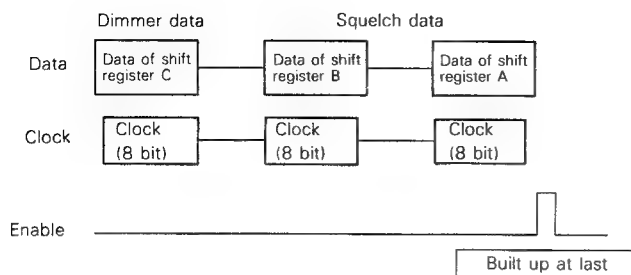 Dimmer data Squelch data
Data
Data of shift
register C
Data of shift
register B
Data of shift
register A
Clock
Clock
(8 bit)
Clock
(8 bit)
Clock
(8 bit)
Enable
Built up at last